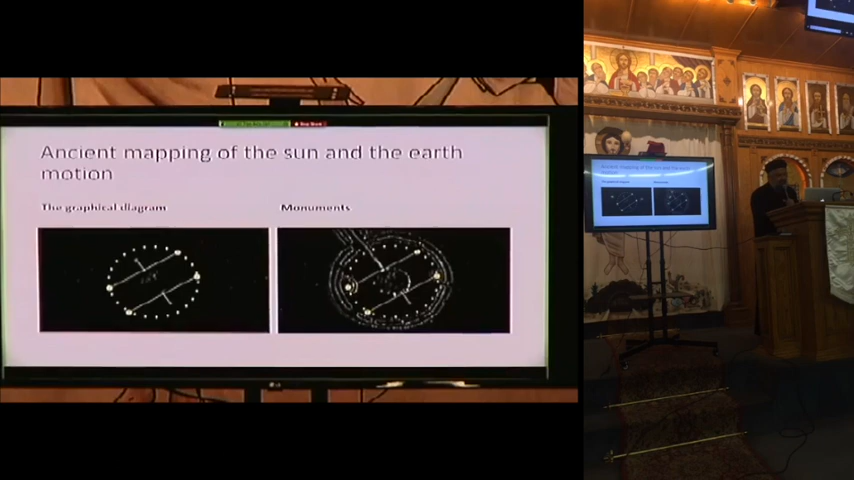 Ancient mapping of the sun and the earth
motion
The graphical diagram
Monuments